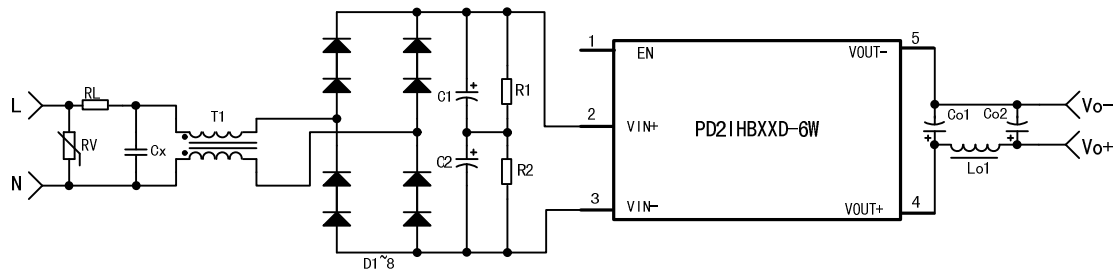 L
RL
T1
RV
Cx
N
D1~8
C1
+
R1
C2
+
R2
1
EN
2
VIN+
3
VIN-
PD2IHBXXD-6W
VOUT-
5
VOUT+
4
Co1
+
Co2
+
Lo1
Vo-
Vo+